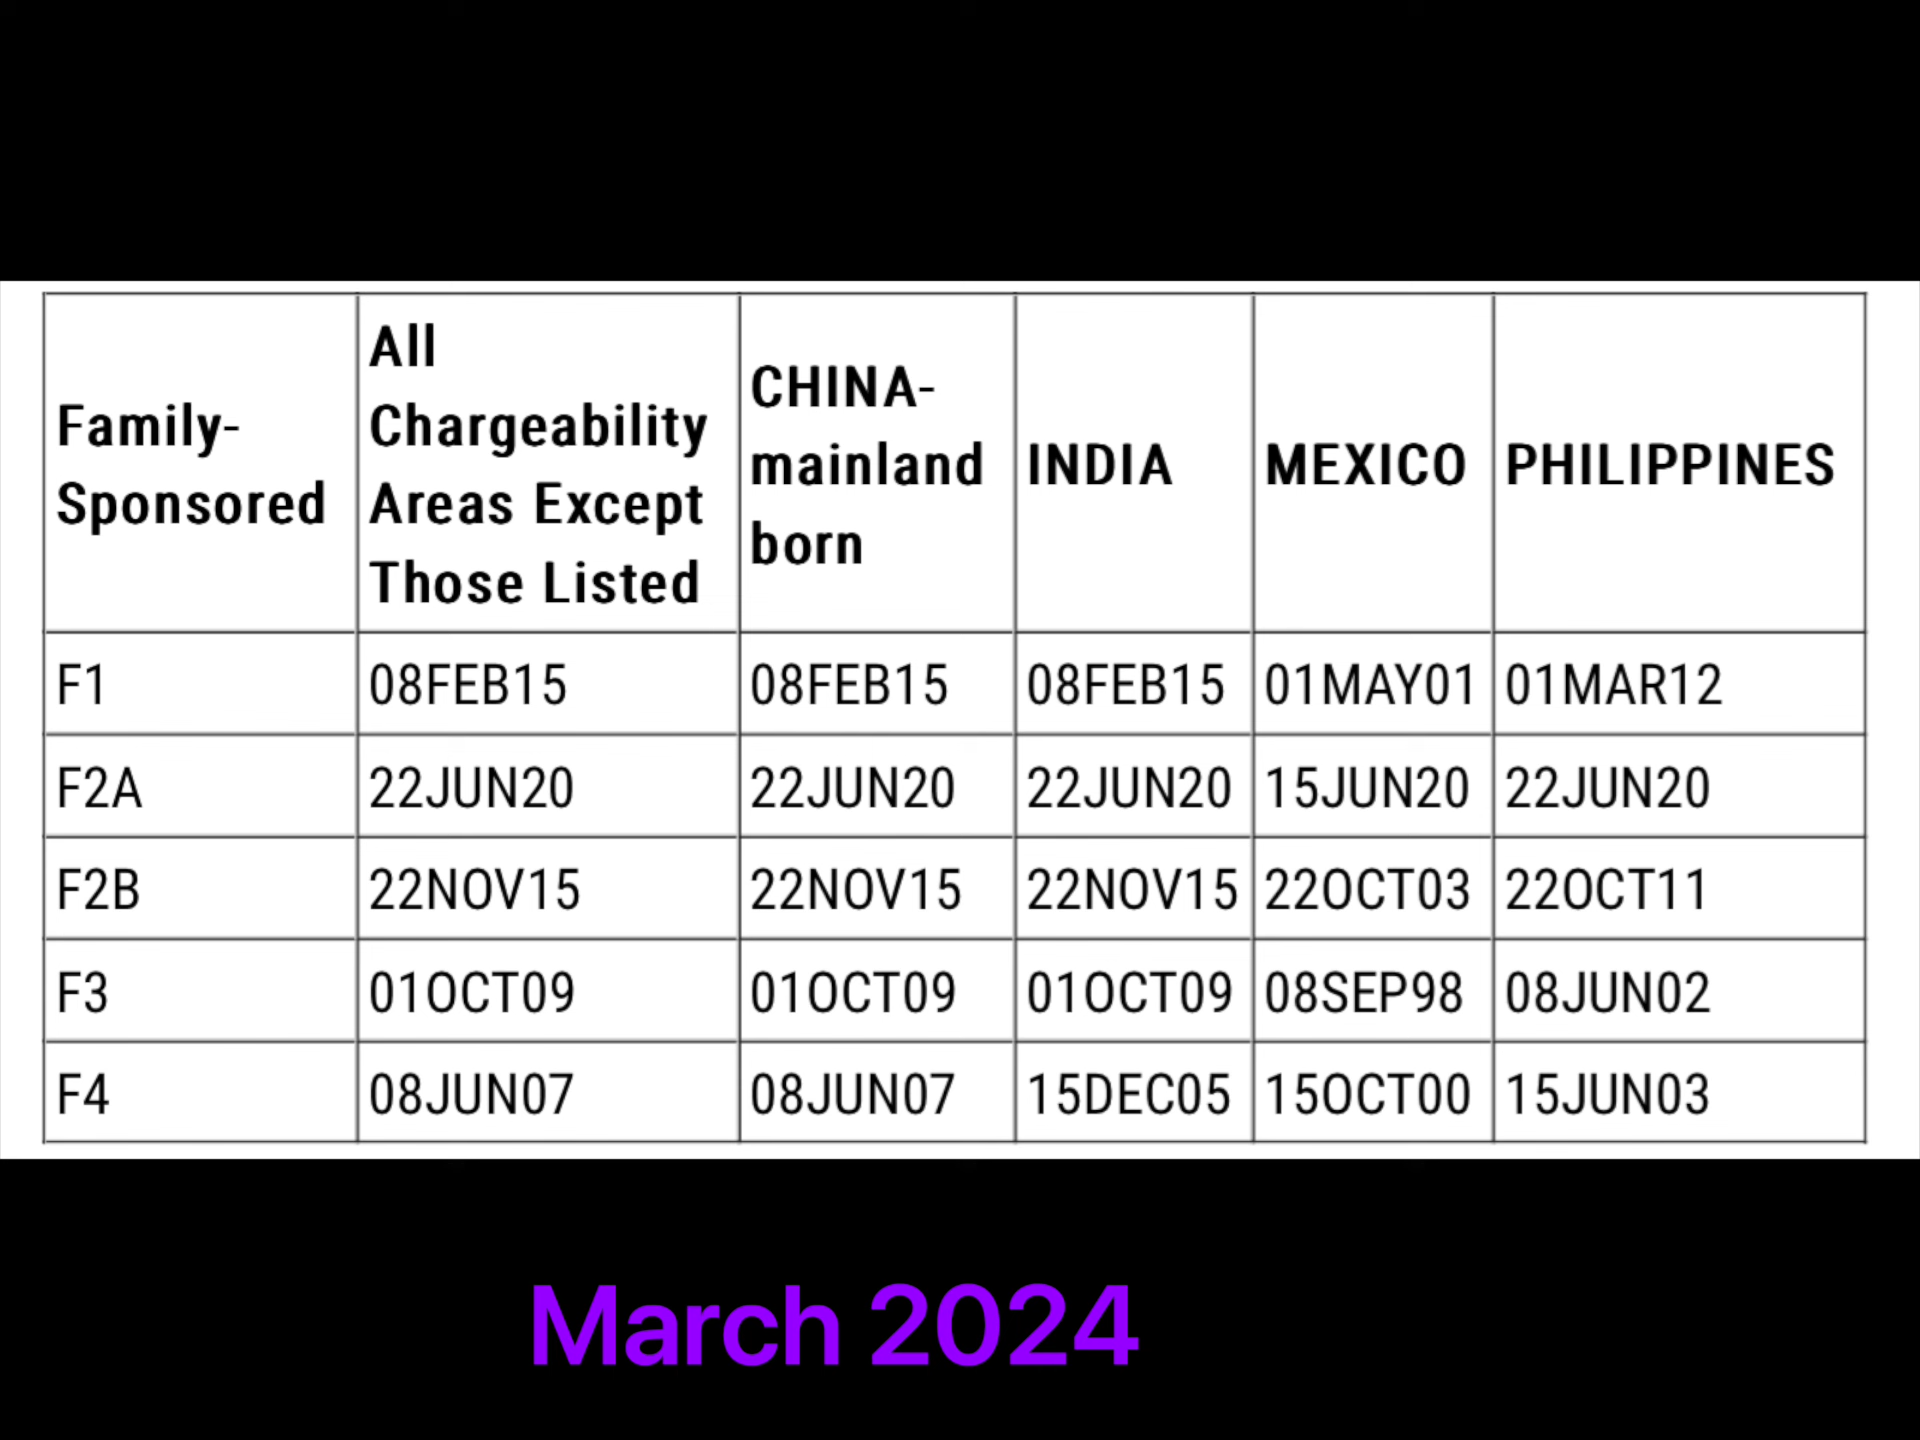 Family-Sponsored All Chargeability Areas Except Those Listed CHINA-mainland born INDIA MEXICO PHILIPPINES
F1 08FEB15 08FEB15 08FEB15 01MAY01 01MAR12
F2A 22JUN20 22JUN20 22JUN20 15JUN20 22JUN20
F2B 22NOV15 22NOV15 22NOV15 22OCT03 22OCT11
F3 01OCT09 01OCT09 01OCT09 08SEP98 08JUN02
F4 08JUN07 08JUN07 15DEC05 15OCT00 15JUN03
March 2024